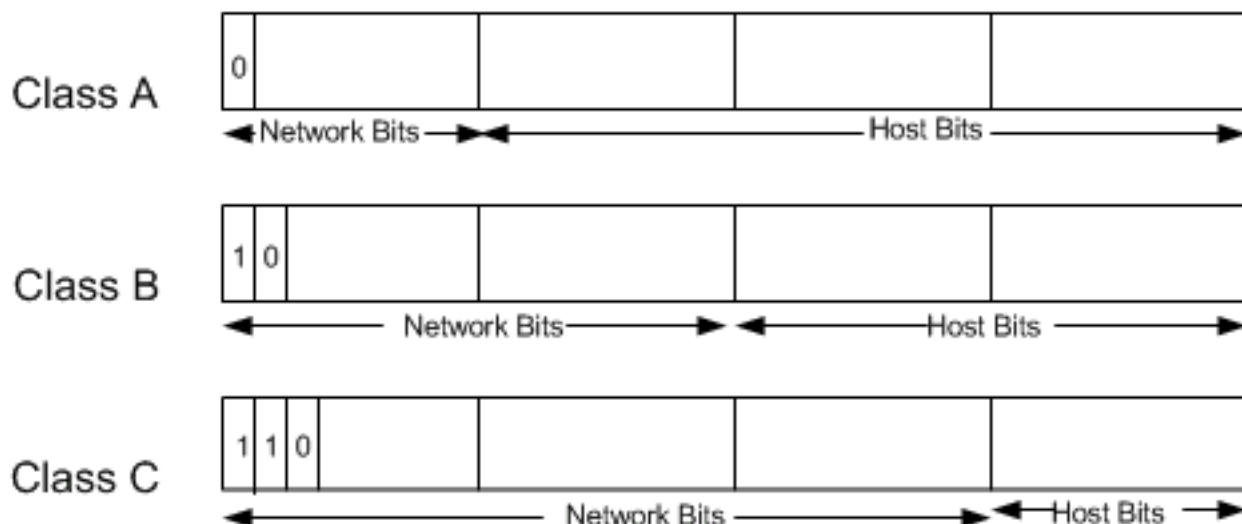 0
Class A
Network Bits
Host Bits
1 0
Class B
Network Bits
Host Bits
1 1 0
Class C
Network Bits
Host Bits